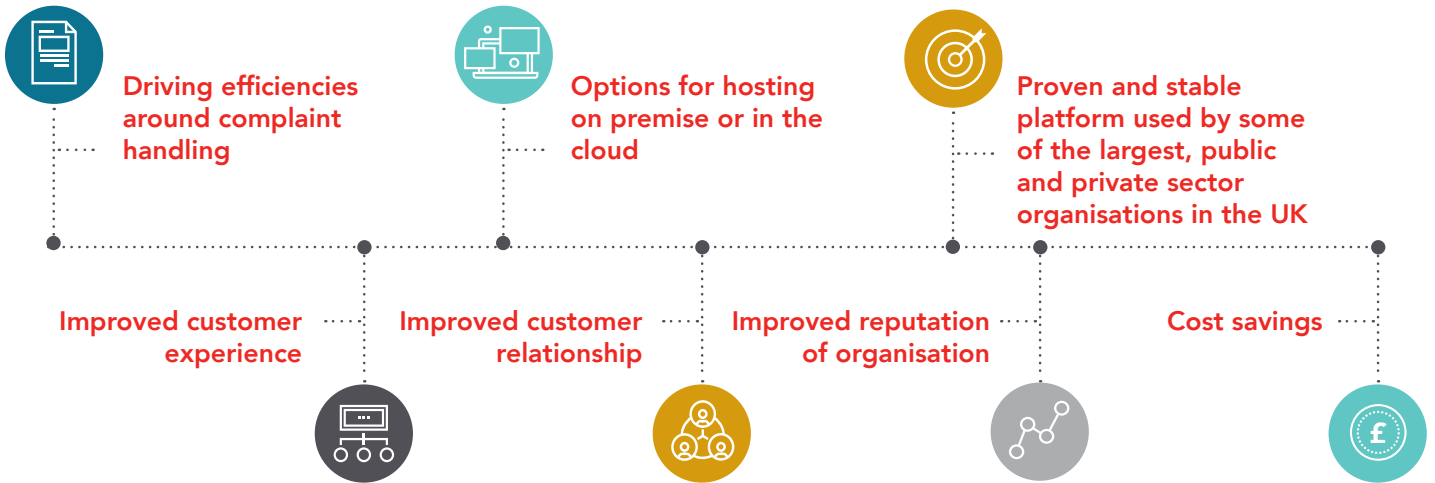 Driving efficiencies
around complaint
handling
Options for hosting
on premise or in the
cloud
Proven and stable
platform used by some
of the largest, public
and private sector
organisations in the UK
Improved customer
experience
Improved customer
relationship
Improved reputation
of organisation
Cost savings
£